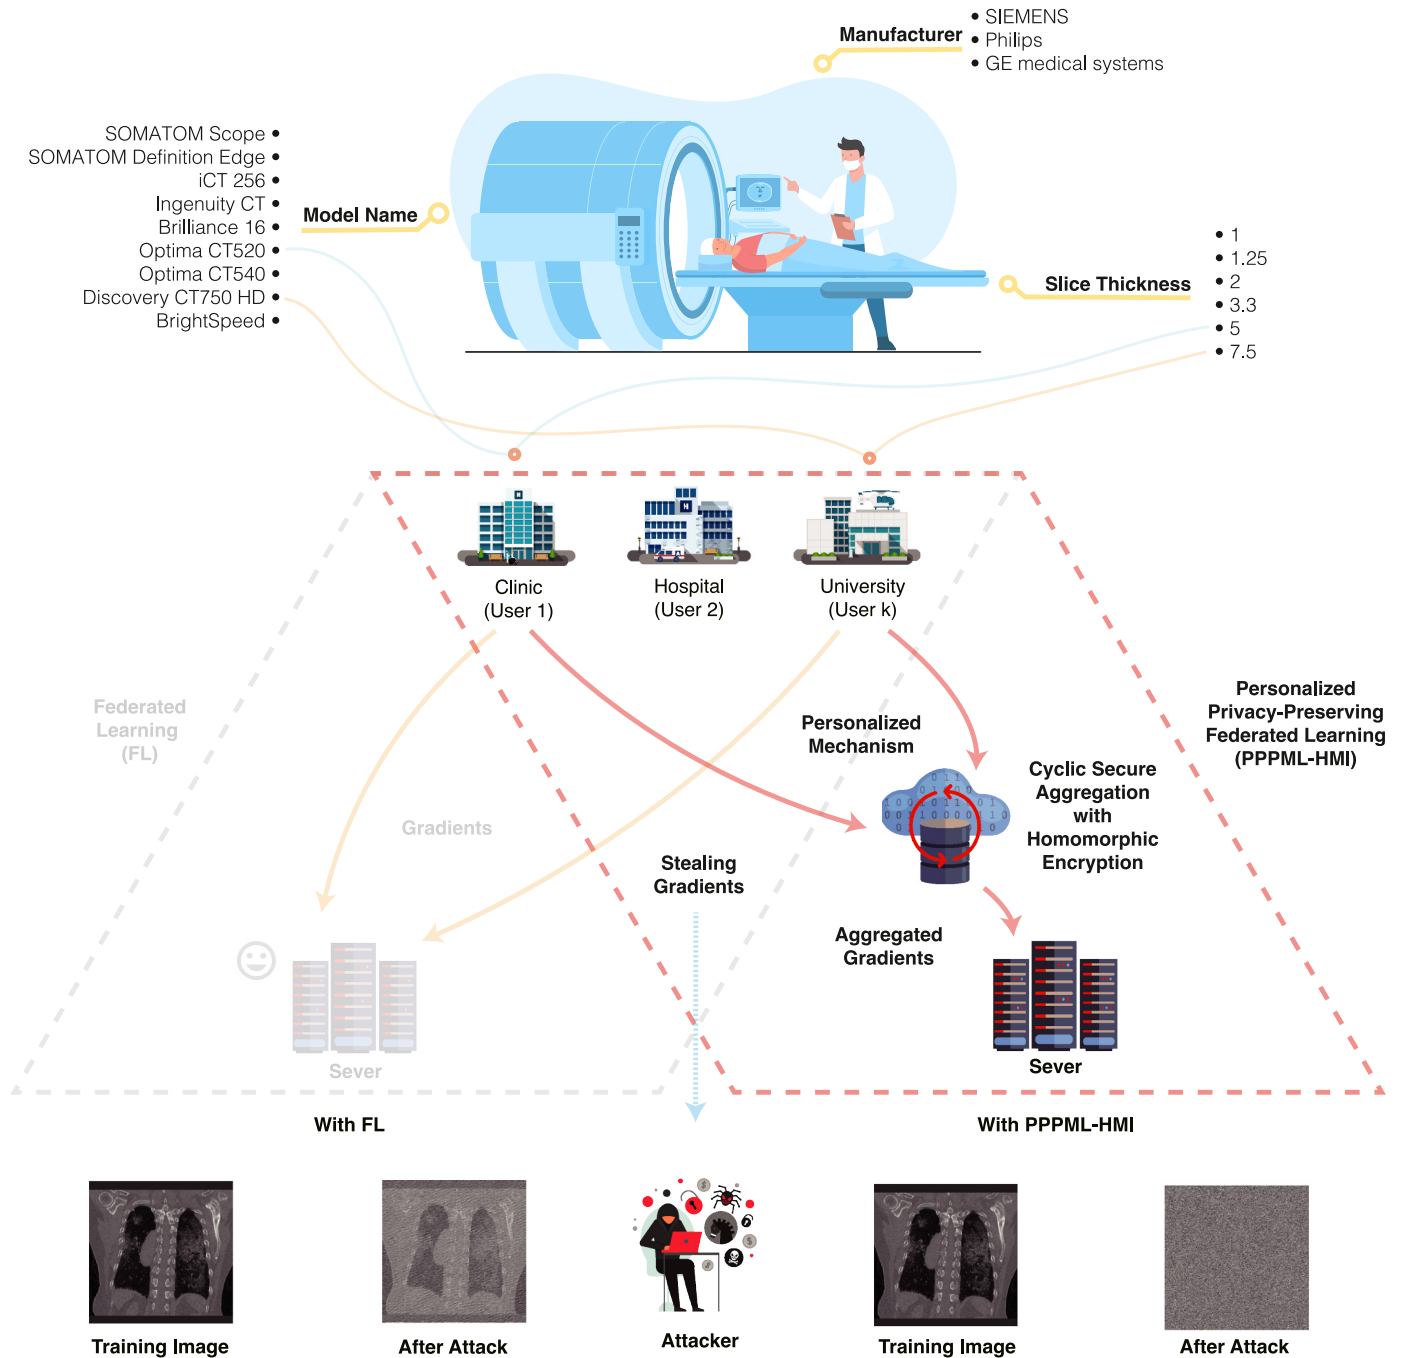 Manufacturer
• SIEMENS
• Philips
• GE medical systems
SOMATOM Scope •
SOMATOM Definition Edge •
iCT 256 •
Ingenuity CT •
Brilliance 16 •
Optima CT520 •
Optima CT540 •
Discovery CT750 HD •
BrightSpeed •
Model Name
Slice Thickness
• 1
• 1.25
• 2
• 3.3
• 5
• 7.5
Clinic
(User 1)
Hospital
(User 2)
University
(User k)
Federated
Learning
(FL)
Gradients
Personalized
Mechanism
Personalized
Privacy-Preserving
Federated Learning
(PPPML-HMI)
Cyclic Secure
Aggregation
with
Homomorphic
Encryption
Stealing
Gradients
Aggregated
Gradients
Sever
Sever
With FL
With PPPML-HMI
Training Image
After Attack
Attacker
Training Image
After Attack